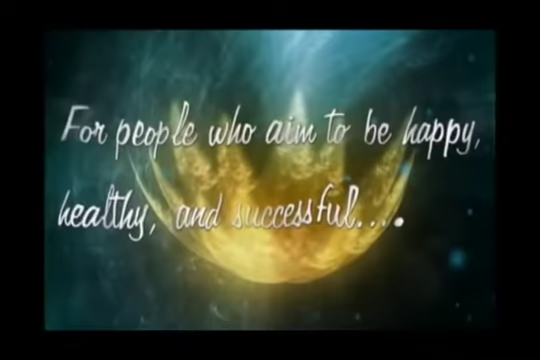 For people who aim to be happy,
healthy, and successful....